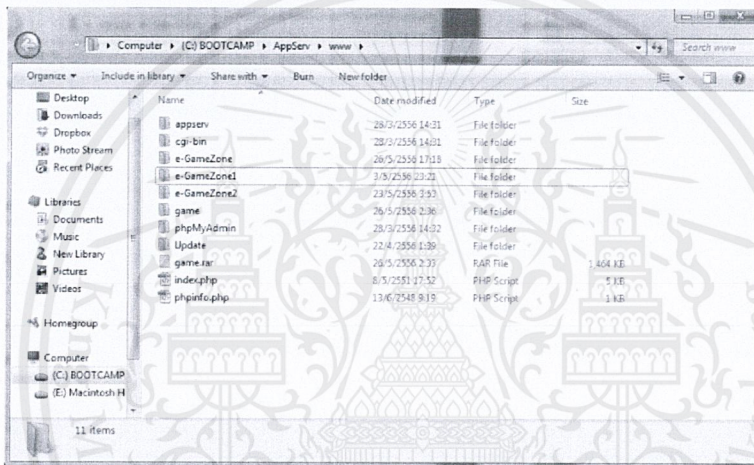 Computer ▸ (C:) BOOTCAMP ▸ AppServ ▸ www ▸ Search www
Organize Include in library Share with Burn New folder
Desktop
Downloads
Dropbox
Photo Stream
Recent Places
Libraries
Documents
Music
New Library
Pictures
Videos
Homegroup
Computer
(C:) BOOTCAMP
(E:) Macintosh H
Name Date modified Type Size
appserv 28/3/2556 14:31 File folder
cgi-bin 28/3/2556 14:31 File folder
e-GameZone 26/5/2556 17:18 File folder
e-GameZone1 3/5/2556 23:21 File folder
e-GameZone2 23/5/2556 File folder
game 26/5/2556 2:36 File folder
phpMyAdmin 28/3/2556 14:32 File folder
Update 22/4/2556 1:39 File folder
game.rar 26/5/2556 2:33 RAR File 1,464 KB
index.php 8/5/2551 17:52 PHP Script 5 KB
phpinfo.php 13/6/2548 9:19 PHP Script 1 KB
11 items
King